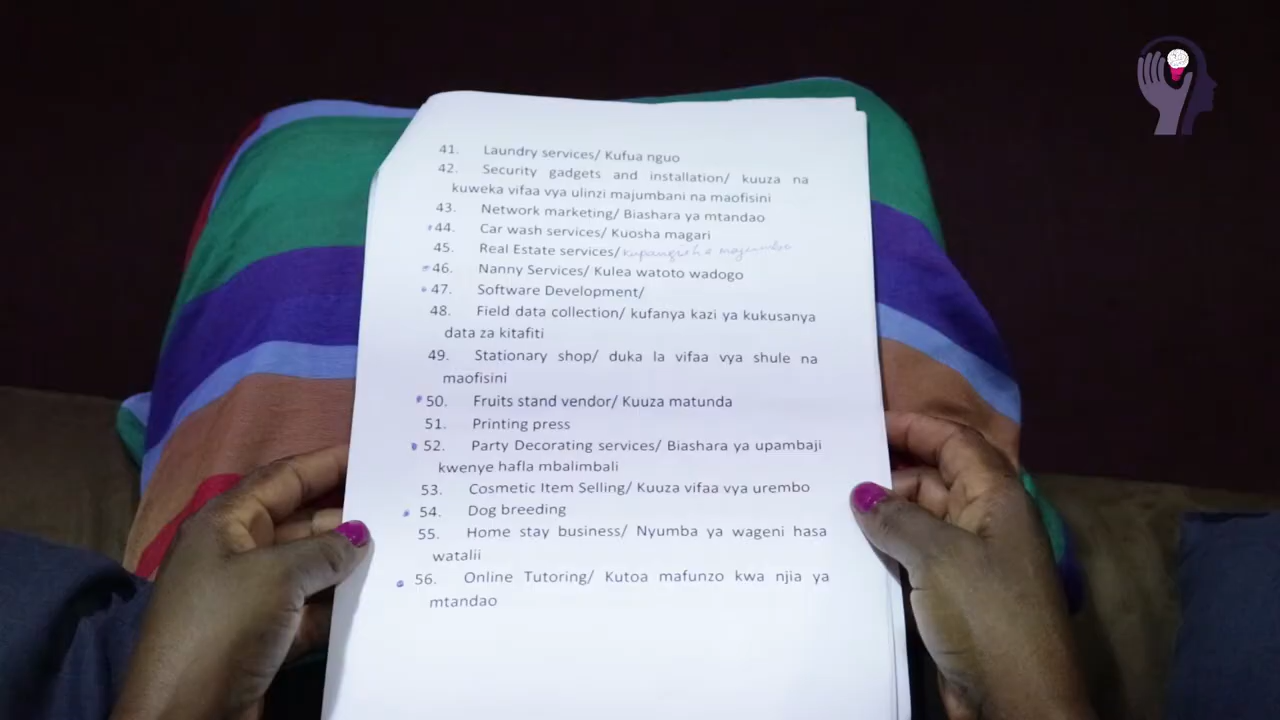 41. Laundry services/ Kufua nguo
42. Security gadgets and installation/ kuuza na
kuweka vifaa vya ulinzi majumbani na maofisini
43. Network marketing/ Biashara ya mtandao
44. Car wash services/ Kuosha magari
45. Real Estate services/ kupangisha majumba
46. Nanny Services/ Kulea watoto wadogo
47. Software Development/
48. Field data collection/ kufanya kazi ya kukusanya
data za kitafiti
49. Stationary shop/ duka la vifaa vya shule na
maofisini
50. Fruits stand vendor/ Kuuza matunda
51. Printing press
52. Party Decorating services/ Biashara ya upambaji
kwenye hafla mbalimbali
53. Cosmetic Item Selling/ Kuuza vifaa vya urembo
54. Dog breeding
55. Home stay business/ Nyumba ya wageni hasa
watalii
56. Online Tutoring/ Kutoa mafunzo kwa njia ya
mtandao